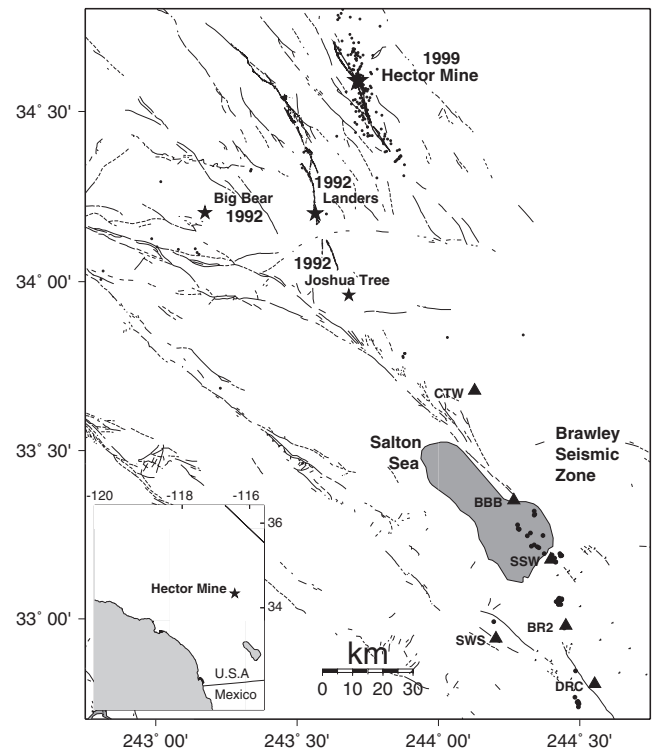 1999
Hector Mine
34° 30'
1992
Big Bear
Landers
1992
1992
Joshua Tree
34° 00'
CTW
33° 30'
Salton
Sea
Brawley
Seismic
Zone
BBB
-120
-118
-116
36
SSW
Hector Mine
34
33° 00'
SWS
BR2
km
U.S.A
Mexico
DRC
0 10 20 30
243° 00'
243° 30'
244° 00'
244° 30'